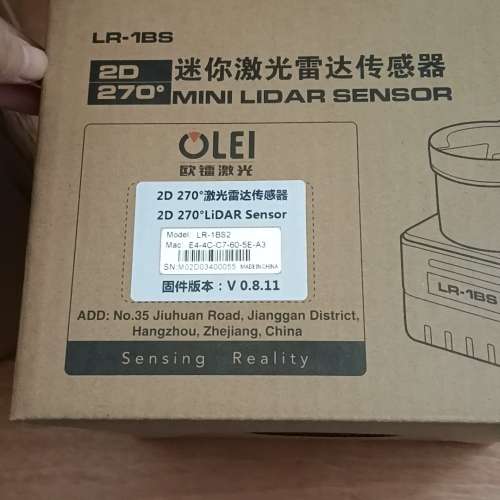 LR-1BS
2D
270°
迷你激光雷达传感器
MINI LIDAR SENSOR
OLEI
欧镭激光
2D 270°激光雷达传感器
2D 270°LiDAR Sensor
Model: LR-1BS2
Mac: E4-4C-C7-60-5E-A3
SN:M02D03400055 MADE IN CHINA
固件版本：V 0.8.11
ADD: No.35 Jiuhuan Road, Jianggan District,
Hangzhou, Zhejiang, China
Sensing Reality
LR-1BS